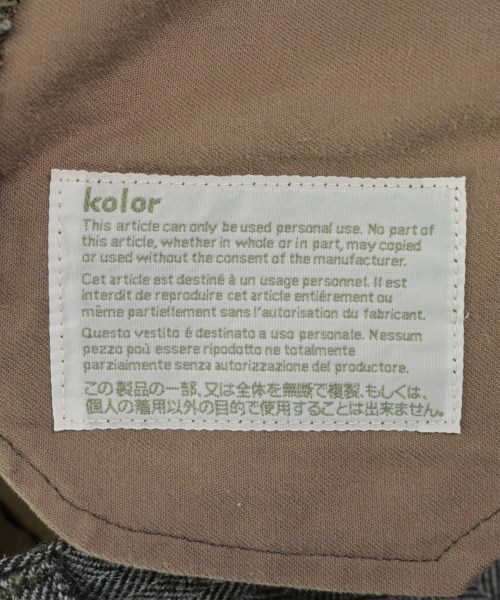 kolor
This article can only be used personal use. No part of
this article, whether in whole or in part, may copied
or used without the consent of the manufacturer.
Cet article est destiné à un usage personnel. Il est
interdit de reproduire cet article entiérement ou
même partiellement sans l'autorisation du fabricant.
Questo vestito é destinato a uso personale. Nessum
pezzo poù essere ripodotto ne totalmente
parziaimente senza autorizzazione del productore.
この製品の一部、又は全体を無断で複製、もしくは、
個人の着用以外の目的で使用することは出来ません。